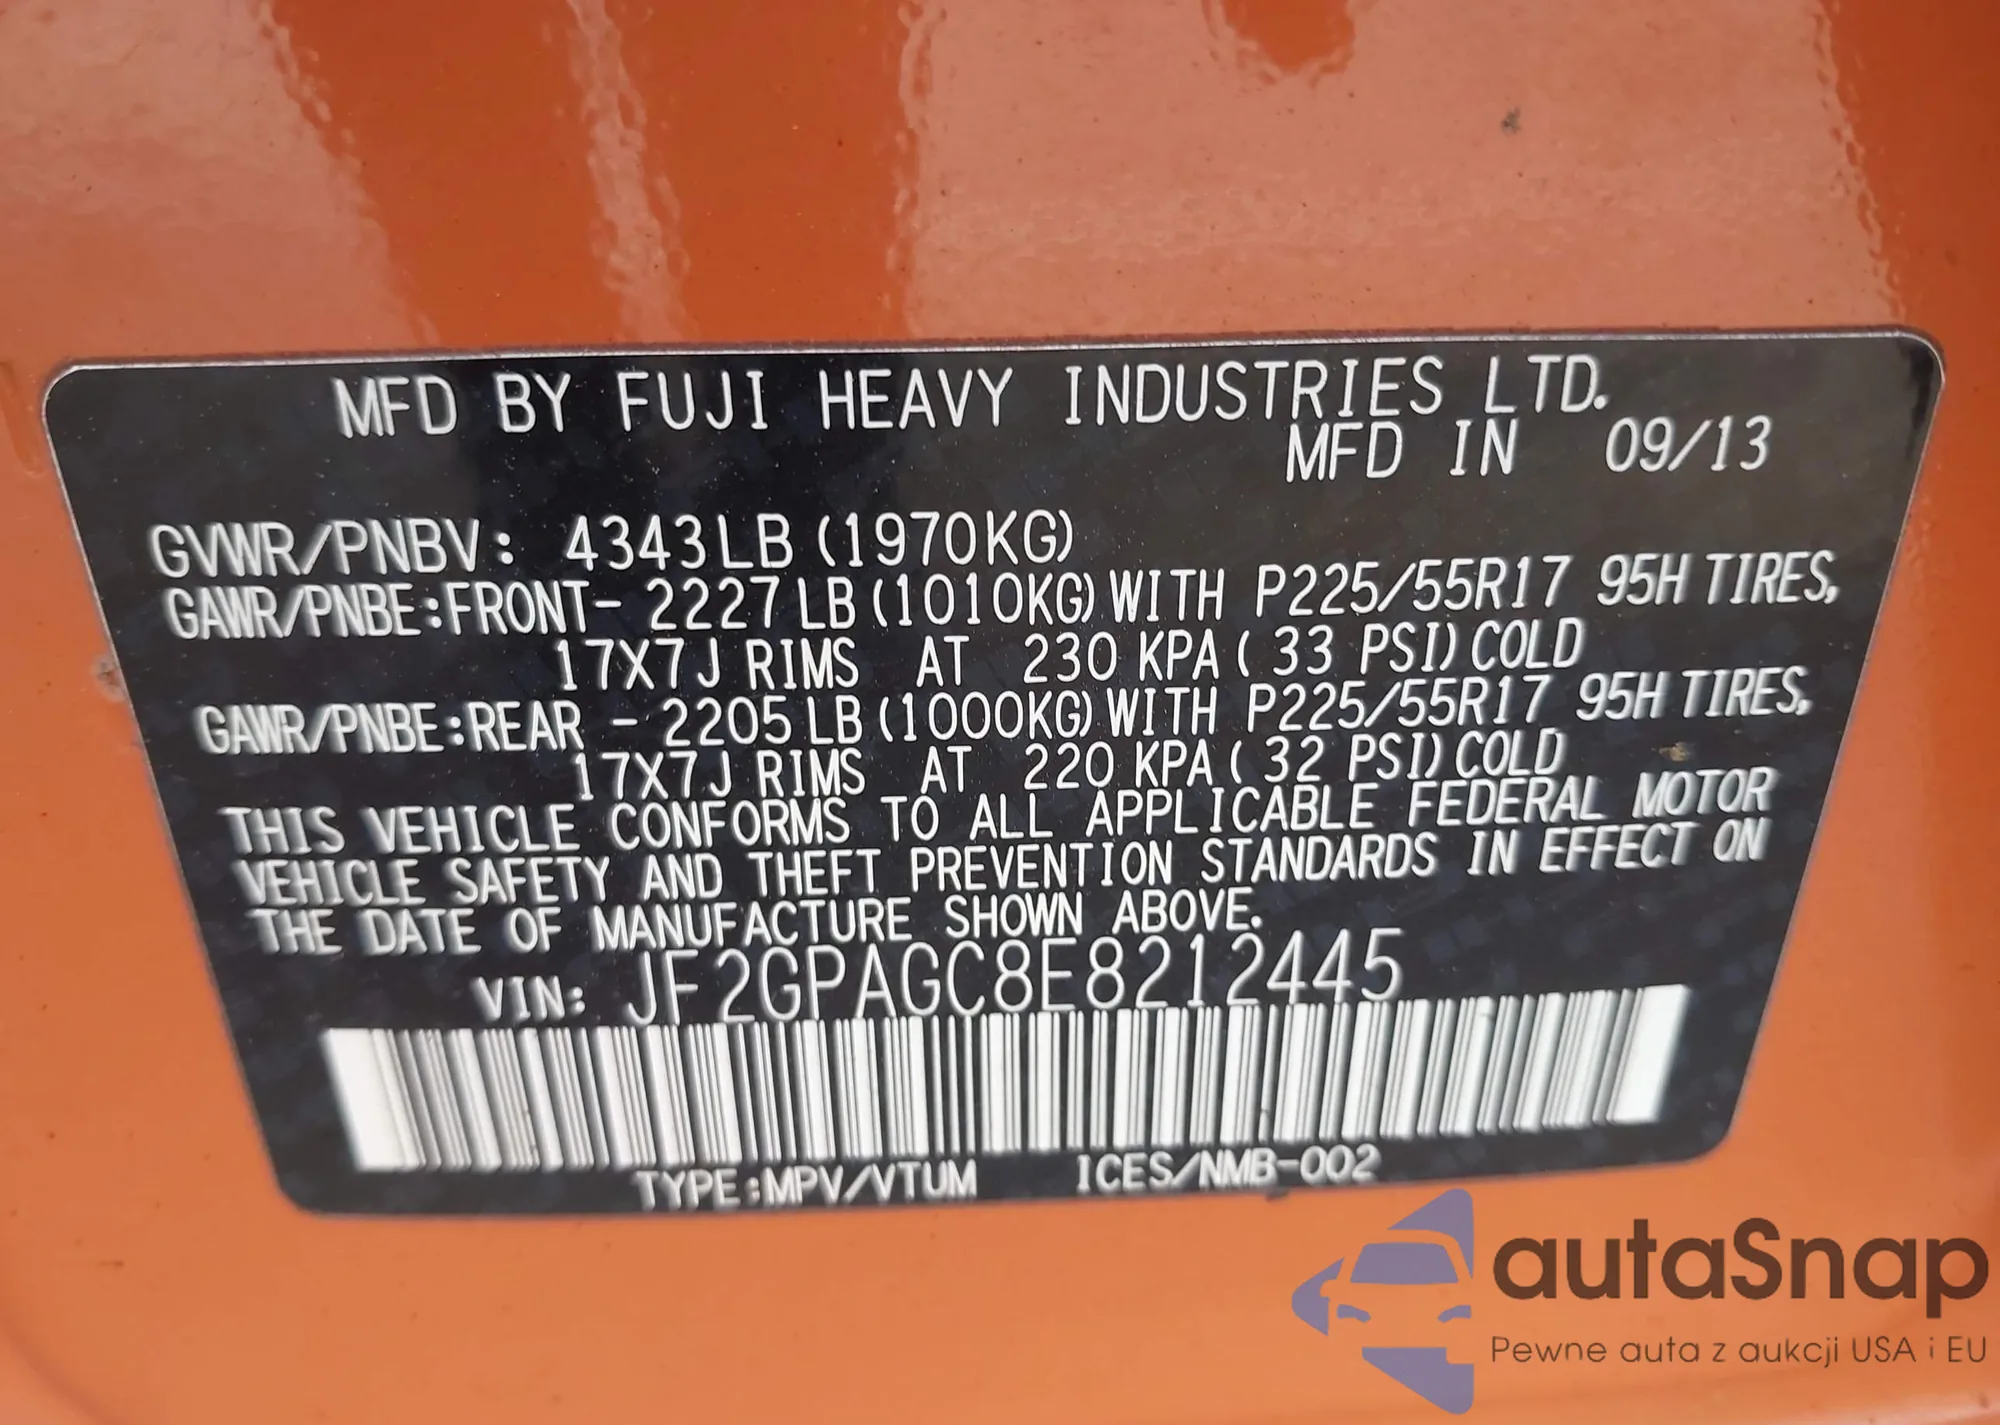 MFD BY FUJI HEAVY INDUSTRIES LTD.
MFD IN 09/13
GVWR/PNBV: 4343LB (1970KG)
GAWR/PNBE:FRONT- 2227 LB (1010KG) WITH P225/55R17 95H TIRES,
17X7J RIMS AT 230 KPA ( 33 PSI) COLD
GAWR/PNBE:REAR - 2205 LB (1000KG) WITH P225/55R17 95H TIRES,
17X7J RIMS AT 220 KPA ( 32 PSI) COLD
THIS VEHICLE CONFORMS TO ALL APPLICABLE FEDERAL MOTOR
VEHICLE SAFETY AND THEFT PREVENTION STANDARDS IN EFFECT ON
THE DATE OF MANUFACTURE SHOWN ABOVE.
VIN: JF2GPAGC8E8212445
TYPE:MPV/VTUM ICES/NMB-002
autaSnap
Pewne auta z aukcji USA i EU